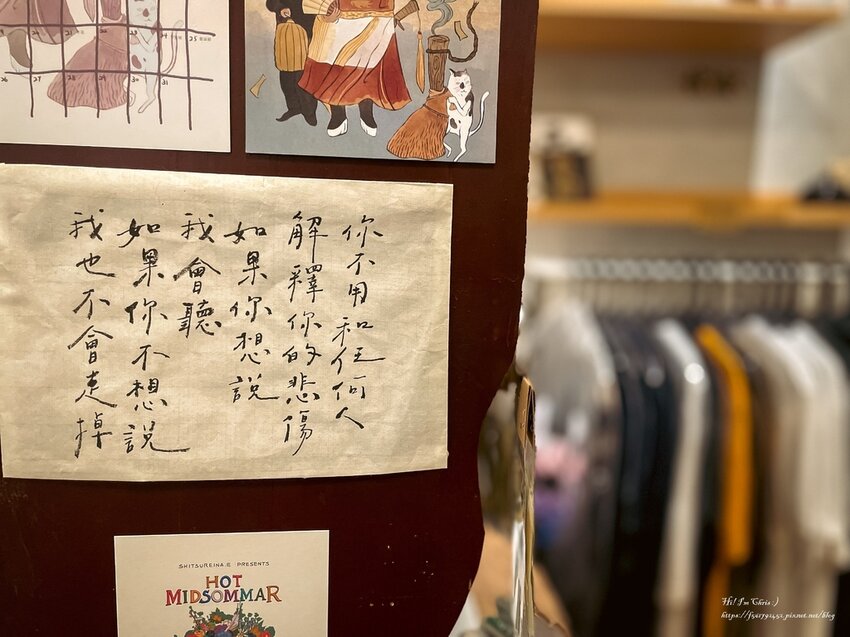 你不用和任何人
解釋你的悲傷
如果你想說
我會聽
如果你不想說
我也不會走掉
SHITSUREINA.E PRESENTS
HOT
MIDSOMMAR
Hi! I'm Chris :)